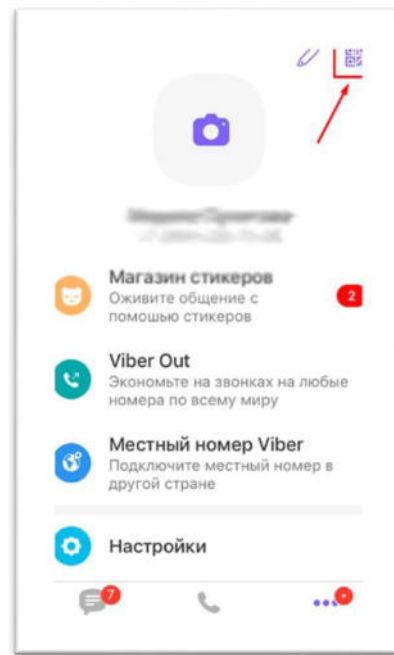 Магазин стикеров
Оживите общение с
помошью стикеров
2
Viber Out
Экономьте на звонках на любые
номера по всему миру
Местный номер Viber
Подключите местный номер в
другой стране
Настройки
7